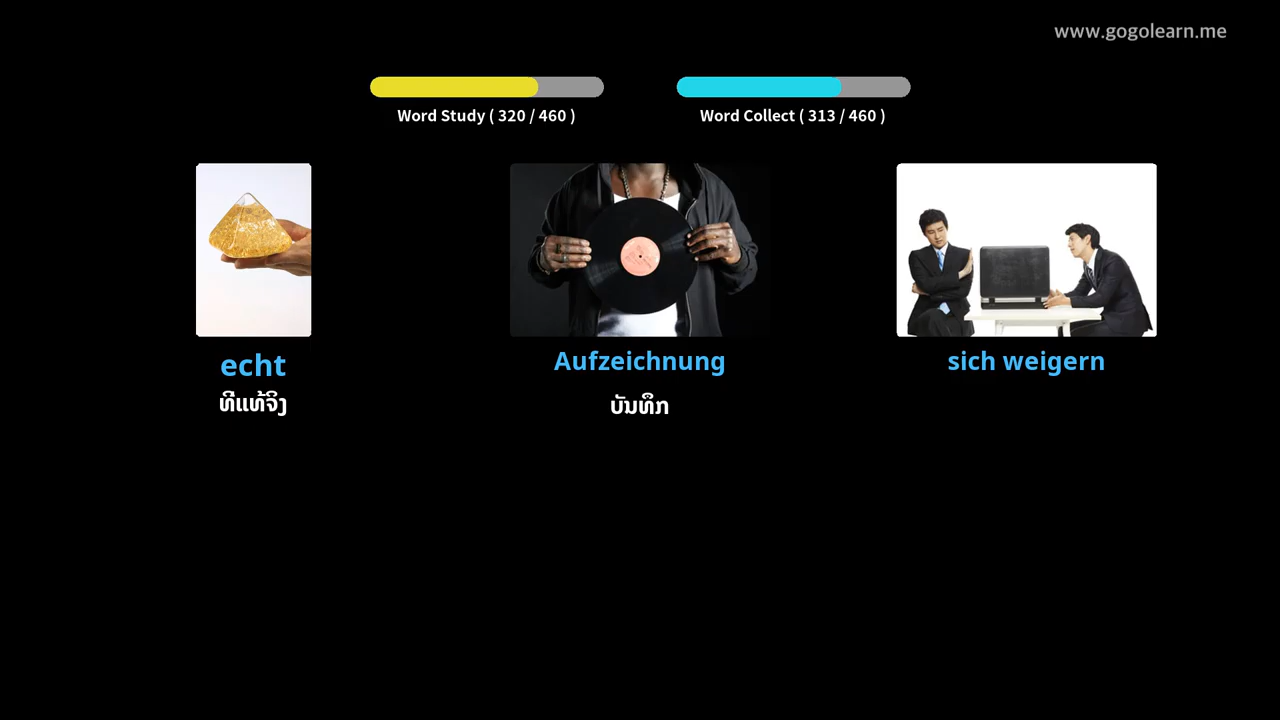 www.gogolearn.me
Word Study ( 320 / 460 )
Word Collect ( 313 / 460 )
echt
ທີແທ້ຈິງ
Aufzeichnung
ບັນທຶກ
sich weigern